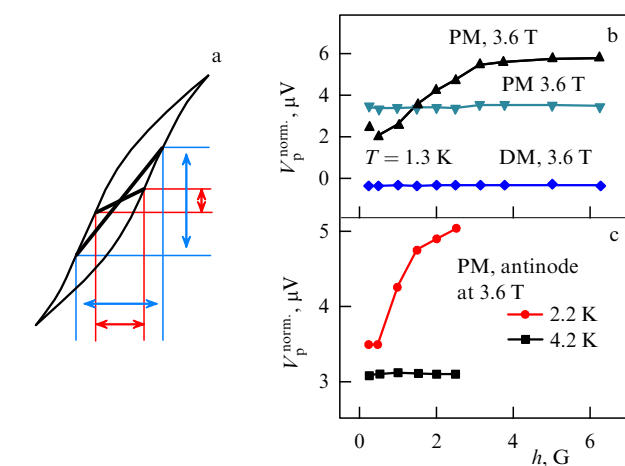 a
b
PM, 3.6 T
PM 3.6 T
T = 1.3 K
DM, 3.6 T
V_p^norm., μV
6
4
2
0
c
PM, antinode
at 3.6 T
2.2 K
4.2 K
V_p^norm., μV
5
4
3
0 2 4 6
h, G